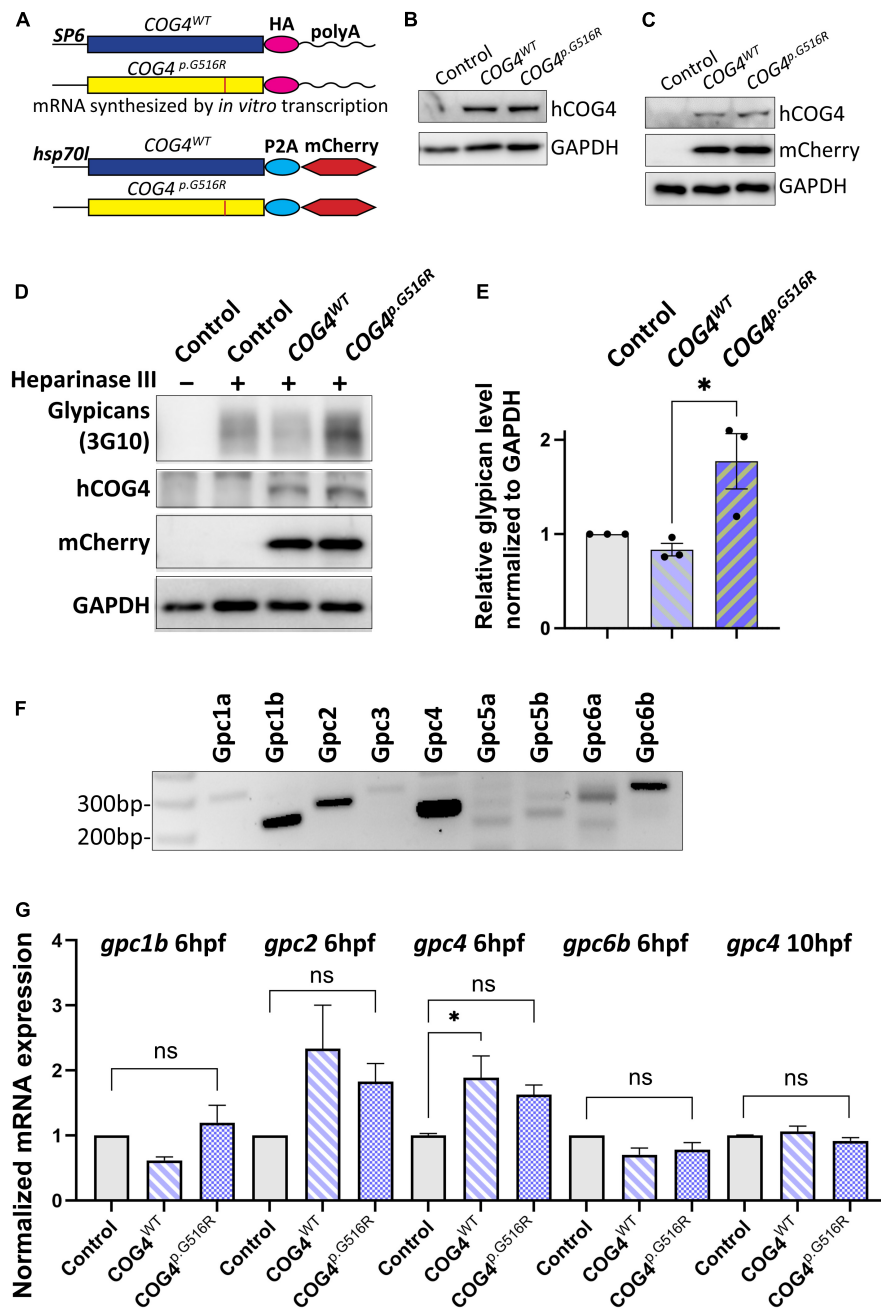 A
SP6 COG4WT HA polyA
COG4 p.G516R
mRNA synthesized by in vitro transcription
hsp70l COG4WT P2A mCherry
COG4 p.G516R
B
Control COG4WT COG4p.G516R
hCOG4
GAPDH
C
Control COG4WT COG4p.G516R
hCOG4
mCherry
GAPDH
D
Control Control COG4WT COG4p.G516R
Heparinase III − + + +
Glypicans
(3G10)
hCOG4
mCherry
GAPDH
E
Control COG4WT COG4p.G516R
*
Relative glypican level
normalized to GAPDH
2
1
0
F
Gpc1a Gpc1b Gpc2 Gpc3 Gpc4 Gpc5a Gpc5b Gpc6a Gpc6b
300bp-
200bp-
G
Normalized mRNA expression
4
3
2
1
0
gpc1b 6hpf gpc2 6hpf gpc4 6hpf gpc6b 6hpf gpc4 10hpf
ns ns ns * ns ns
Control COG4WT COG4p.G516R Control COG4WT COG4p.G516R Control COG4WT COG4p.G516R Control COG4WT COG4p.G516R Control COG4WT COG4p.G516R